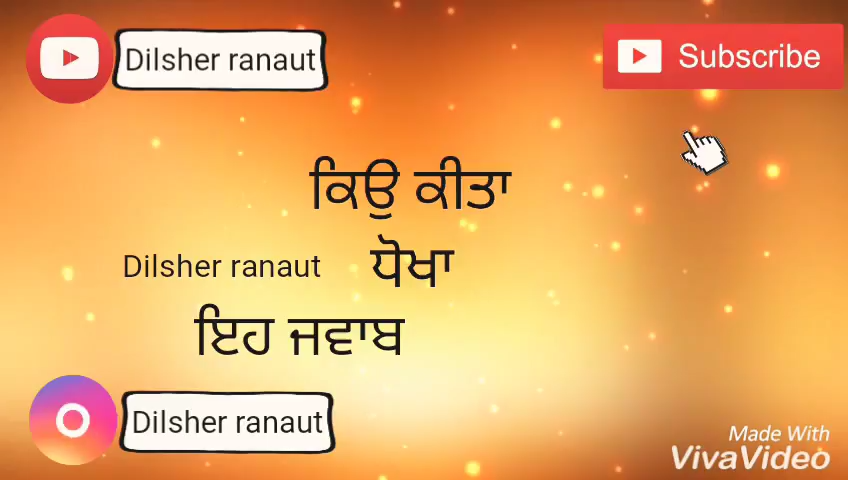 Dilsher ranaut
Subscribe
ਕਿਉ ਕੀਤਾ
Dilsher ranaut ਧੋਖਾ
ਇਹ ਜਵਾਬ
Dilsher ranaut
Made With
VivaVideo